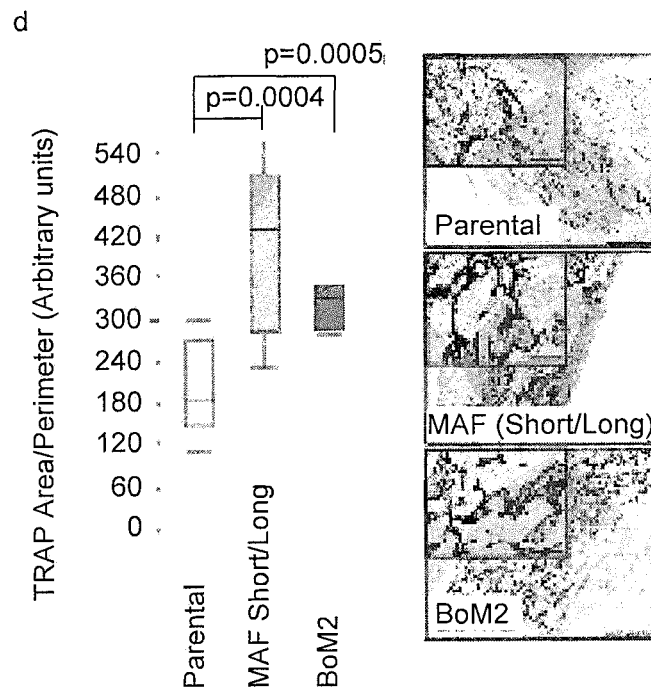 d
p=0.0005
p=0.0004
TRAP Area/Perimeter (Arbitrary units)
540
480
420
360
300
240
180
120
60
0
Parental
MAF Short/Long
BoM2
Parental
MAF (Short/Long)
BoM2